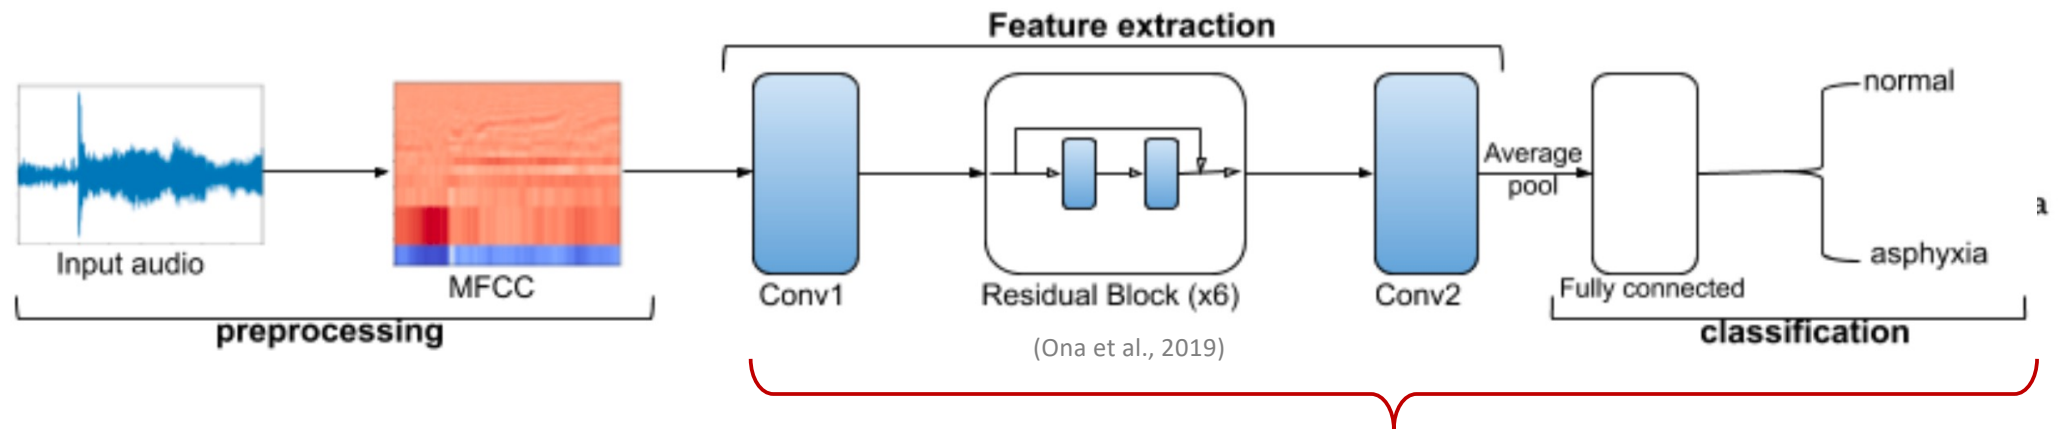 Feature extraction
Input audio
preprocessing
MFCC
Conv1
Residual Block (x6)
(Ona et al., 2019)
Conv2
Average
pool
Fully connected
normal
asphyxia
classification
a